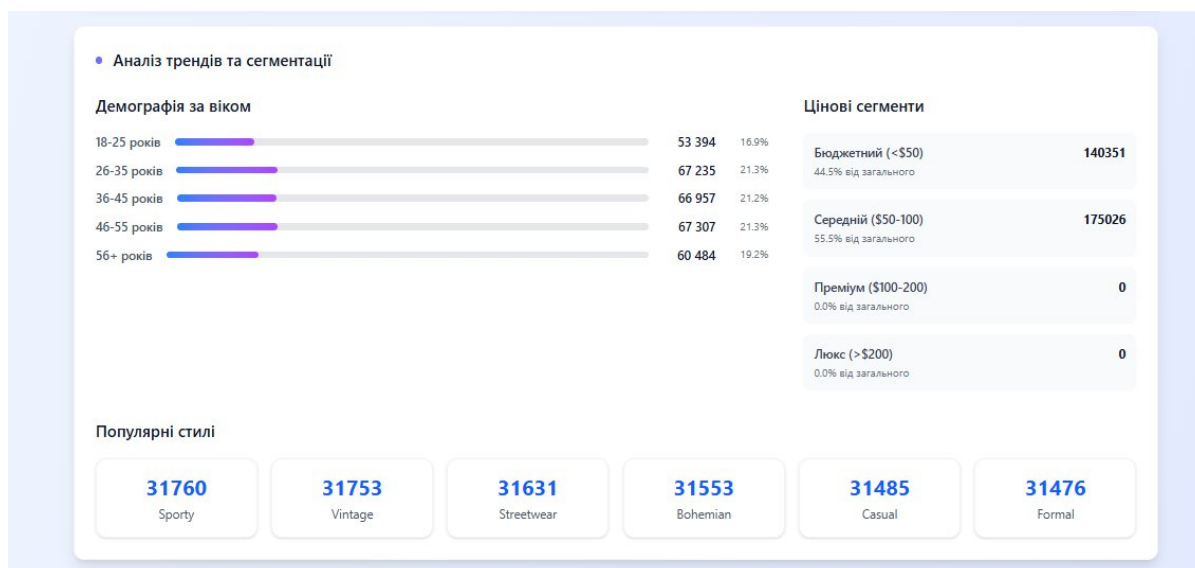 Аналіз трендів та сегментації
Демографія за віком
18-25 років 53 394 16.9%
26-35 років 67 235 21.3%
36-45 років 66 957 21.2%
46-55 років 67 307 21.3%
56+ років 60 484 19.2%
Цінові сегменти
Бюджетний (<$50) 140351
44.5% від загального
Середній ($50-100) 175026
55.5% від загального
Преміум ($100-200) 0
0.0% від загального
Люкс (>$200) 0
0.0% від загального
Популярні стилі
31760 31753 31631 31553 31485 31476
Sporty Vintage Streetwear Bohemian Casual Formal